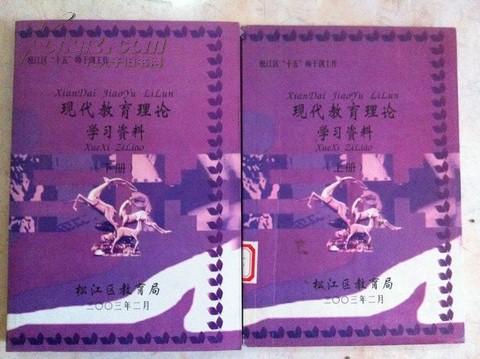 松江区“十五”师干训工作
XianDai JiaoYu LiLun
现代教育理论
学习资料
XueXi ZiLiao
（下册）
松江区教育局
二〇〇三年二月
松江区“十五”师干训工作
XianDai JiaoYu LiLun
现代教育理论
学习资料
XueXi ZiLiao
（上册）
松江区教育局
二〇〇三年二月